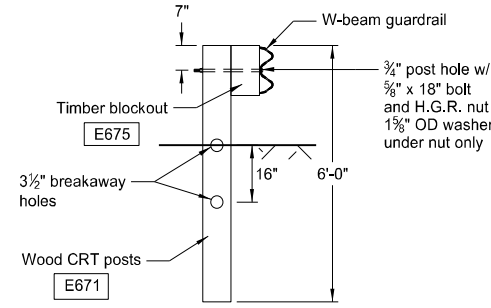 7"
W-beam guardrail
¾" post hole w/
⅝" x 18" bolt
and H.G.R. nut
1⅝" OD washer
under nut only
Timber blockout
E675
3½" breakaway
holes
16"
6'-0"
Wood CRT posts
E671